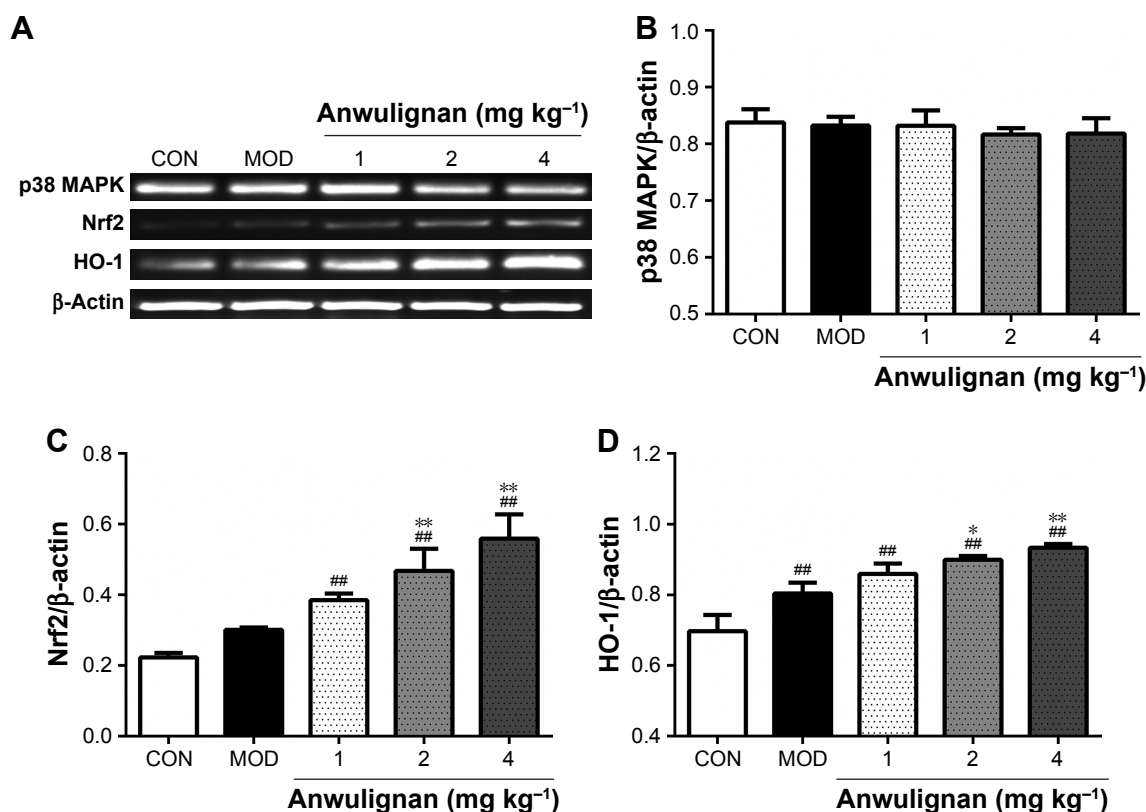 A
Anwulignan (mg kg⁻¹)
CON MOD 1 2 4
p38 MAPK
Nrf2
HO-1
β-Actin
B
p38 MAPK/β-actin
1.0
0.9
0.8
0.7
0.6
0.5
CON MOD 1 2 4
Anwulignan (mg kg⁻¹)
C
Nrf2/β-actin
0.8
0.6
0.4
0.2
0.0
##
**
##
**
##
CON MOD 1 2 4
Anwulignan (mg kg⁻¹)
D
HO-1/β-actin
1.2
1.0
0.8
0.6
0.4
##
##
*
##
**
##
CON MOD 1 2 4
Anwulignan (mg kg⁻¹)